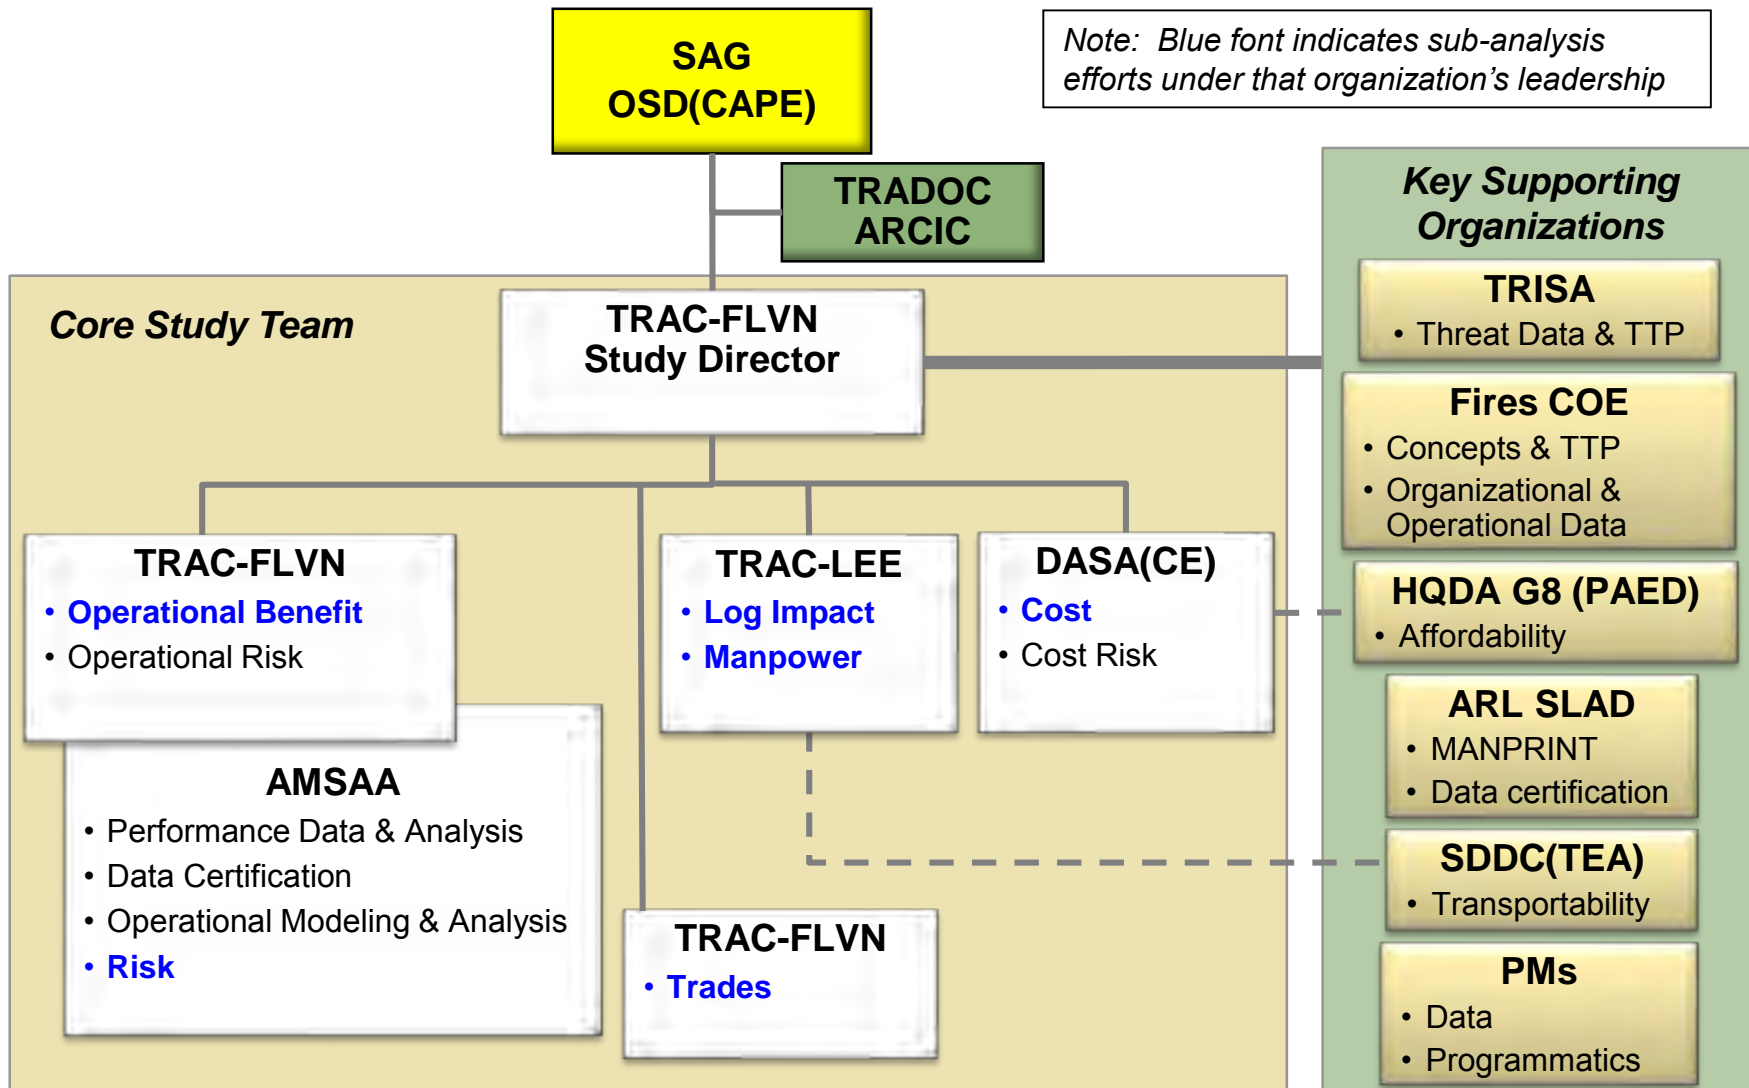 SAG
OSD(CAPE)
Note:  Blue font indicates sub-analysis
efforts under that organization’s leadership
TRADOC
ARCIC
Core Study Team
TRAC-FLVN
Study Director
TRAC-FLVN
• Operational Benefit
• Operational Risk
AMSAA
• Performance Data & Analysis
• Data Certification
• Operational Modeling & Analysis
• Risk
TRAC-FLVN
• Trades
TRAC-LEE
• Log Impact
• Manpower
DASA(CE)
• Cost
• Cost Risk
Key Supporting
Organizations
TRISA
• Threat Data & TTP
Fires COE
• Concepts & TTP
• Organizational &
Operational Data
HQDA G8 (PAED)
• Affordability
ARL SLAD
• MANPRINT
• Data certification
SDDC(TEA)
• Transportability
PMs
• Data
• Programmatics